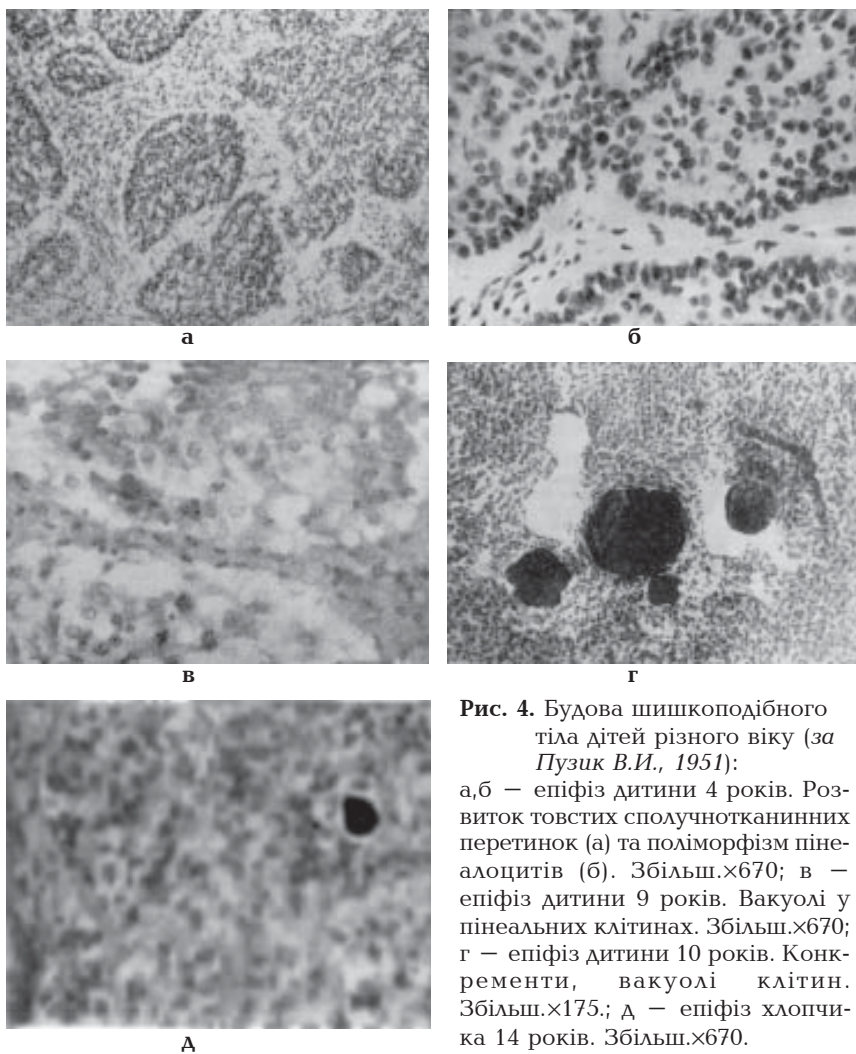 а
б
в
г
д
Рис. 4. Будова шишкоподібного
тіла дітей різного віку (за
Пузик В.И., 1951):
а,б — епіфіз дитини 4 років. Роз-
виток товстих сполучнотканинних
перетинок (а) та поліморфізм піне-
алоцитів (б). Збільш.×670; в —
епіфіз дитини 9 років. Вакуолі у
пінеальних клітинах. Збільш.×670;
г — епіфіз дитини 10 років. Конк-
ременти, вакуолі клітин.
Збільш.×175.; д — епіфіз хлопчи-
ка 14 років. Збільш.×670.